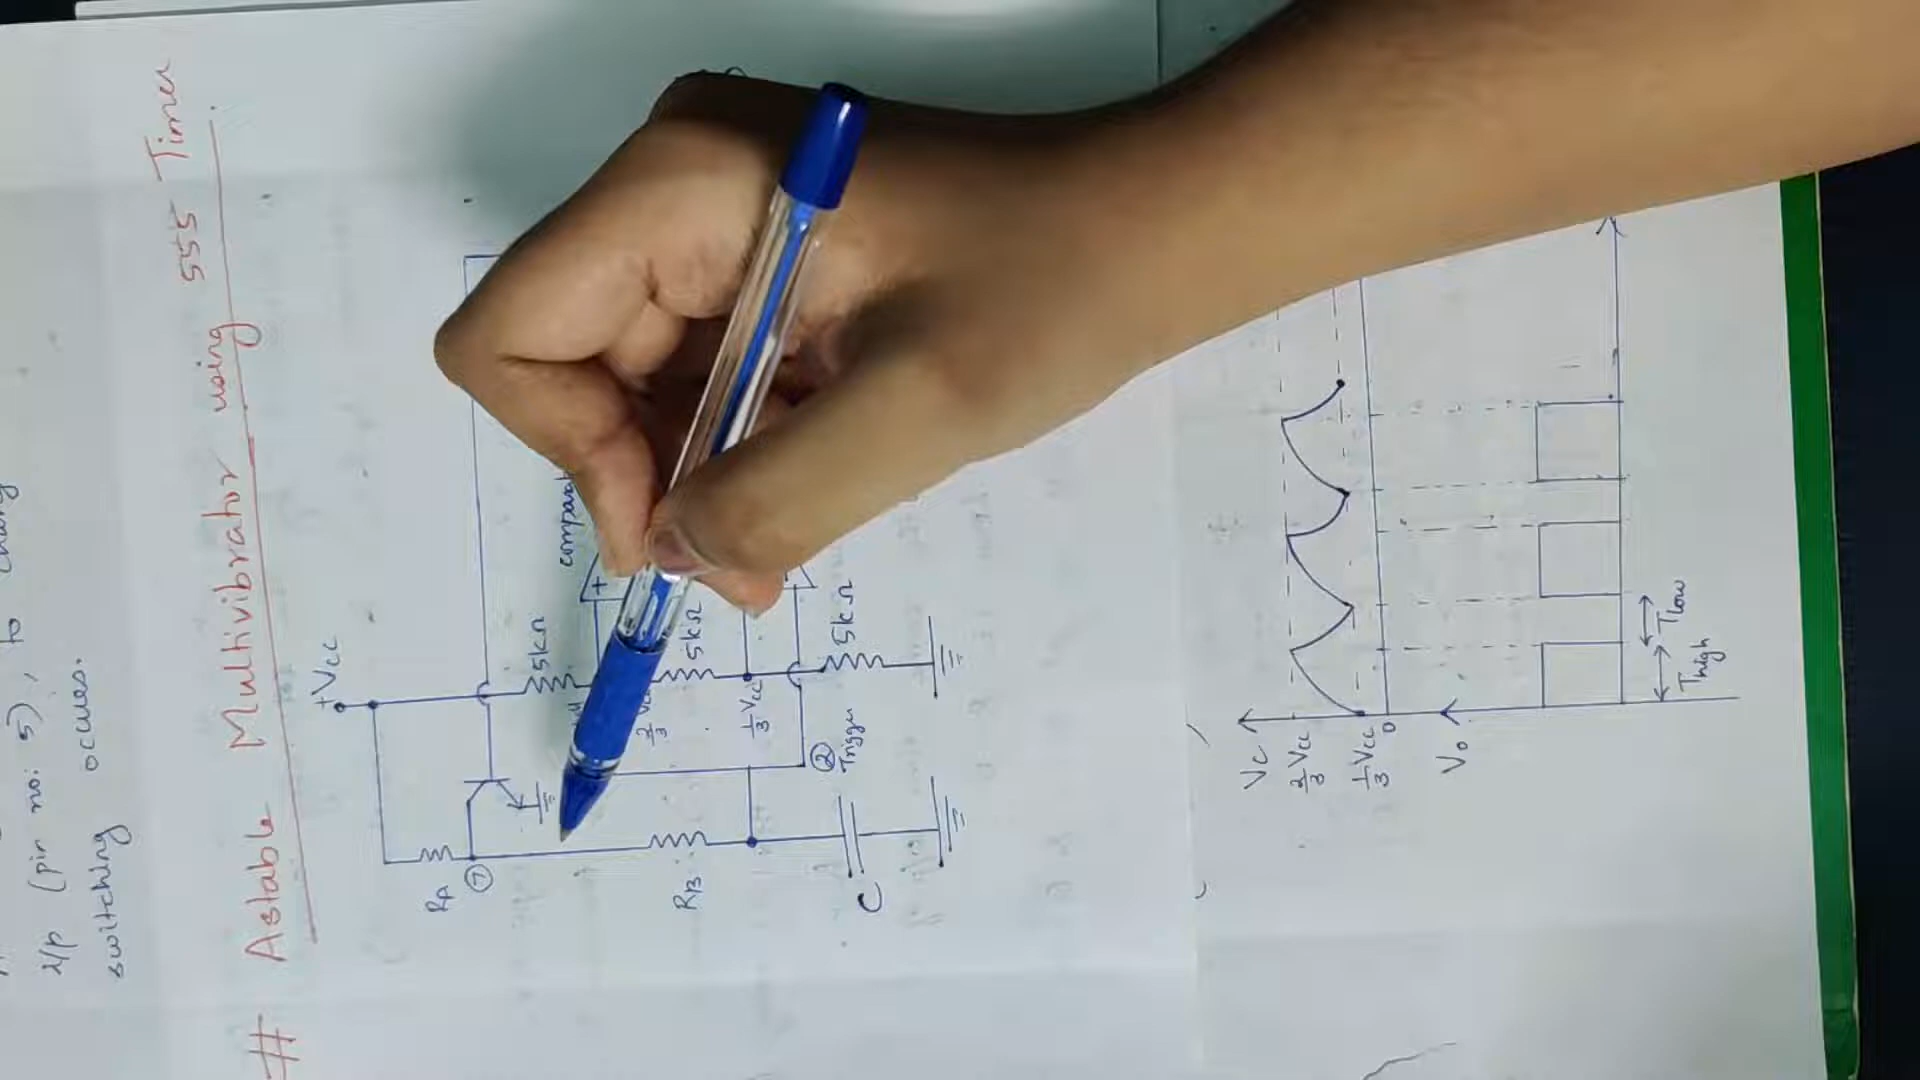 i/p (pin no: 5), to
switching occurs.
# Astable Multivibrator using 555 Timer
+Vcc
RA
7
5kΩ
+
2/3
5kΩ
1/3 Vcc
RB
2
Trigger
5kΩ
C
Vc
2/3 Vcc
1/3 Vcc
0
Vo
Thigh
Tlow